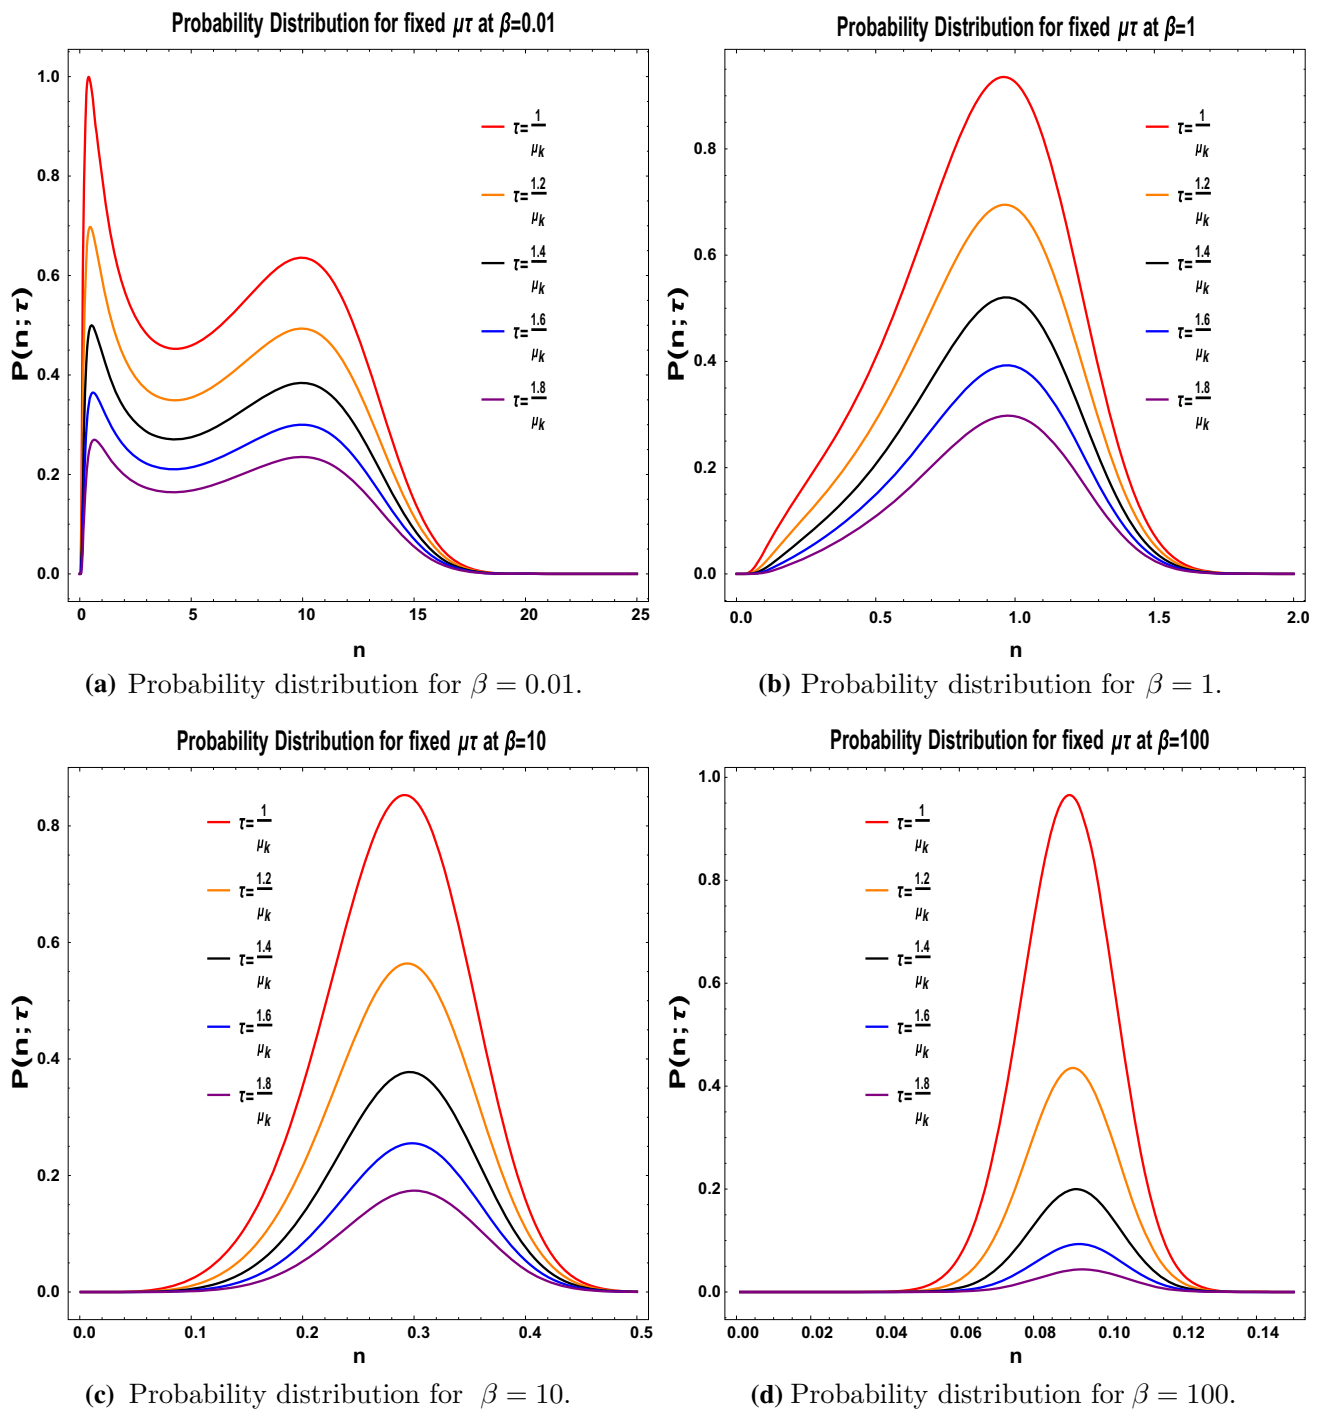 Probability Distribution for fixed μτ at β=0.01
P(n;τ)
1.0
0.8
0.6
0.4
0.2
0.0
τ=1/μk
τ=1.2/μk
τ=1.4/μk
τ=1.6/μk
τ=1.8/μk
0 5 10 15 20 25
n
(a) Probability distribution for β = 0.01.
Probability Distribution for fixed μτ at β=1
P(n;τ)
0.8
0.6
0.4
0.2
0.0
τ=1/μk
τ=1.2/μk
τ=1.4/μk
τ=1.6/μk
τ=1.8/μk
0.0 0.5 1.0 1.5 2.0
n
(b) Probability distribution for β = 1.
Probability Distribution for fixed μτ at β=10
P(n;τ)
0.8
0.6
0.4
0.2
0.0
τ=1/μk
τ=1.2/μk
τ=1.4/μk
τ=1.6/μk
τ=1.8/μk
0.0 0.1 0.2 0.3 0.4 0.5
n
(c) Probability distribution for β = 10.
Probability Distribution for fixed μτ at β=100
P(n;τ)
1.0
0.8
0.6
0.4
0.2
0.0
τ=1/μk
τ=1.2/μk
τ=1.4/μk
τ=1.6/μk
τ=1.8/μk
0.00 0.02 0.04 0.06 0.08 0.10 0.12 0.14
n
(d) Probability distribution for β = 100.